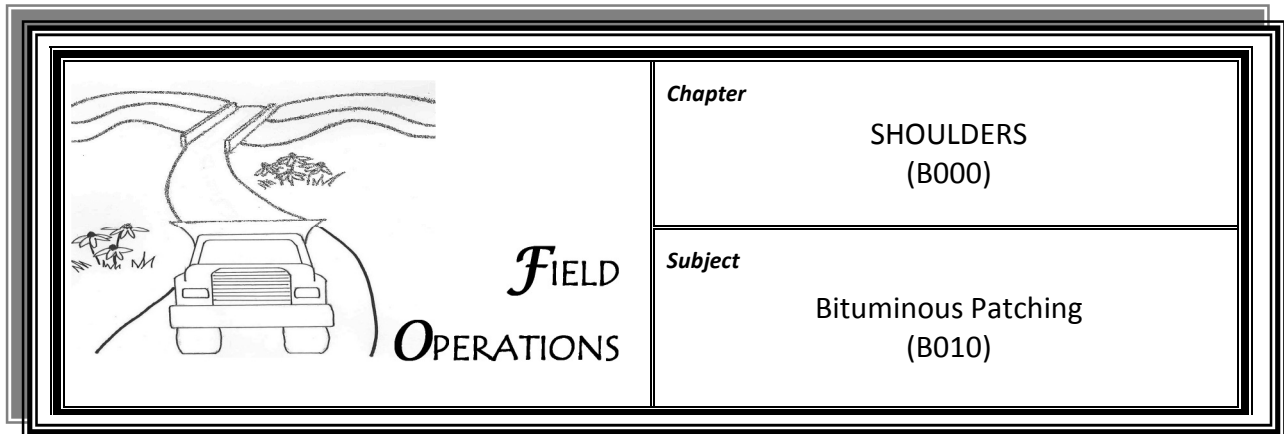 FIELD
OPERATIONS
Chapter
SHOULDERS
(B000)
Subject
Bituminous Patching
(B010)